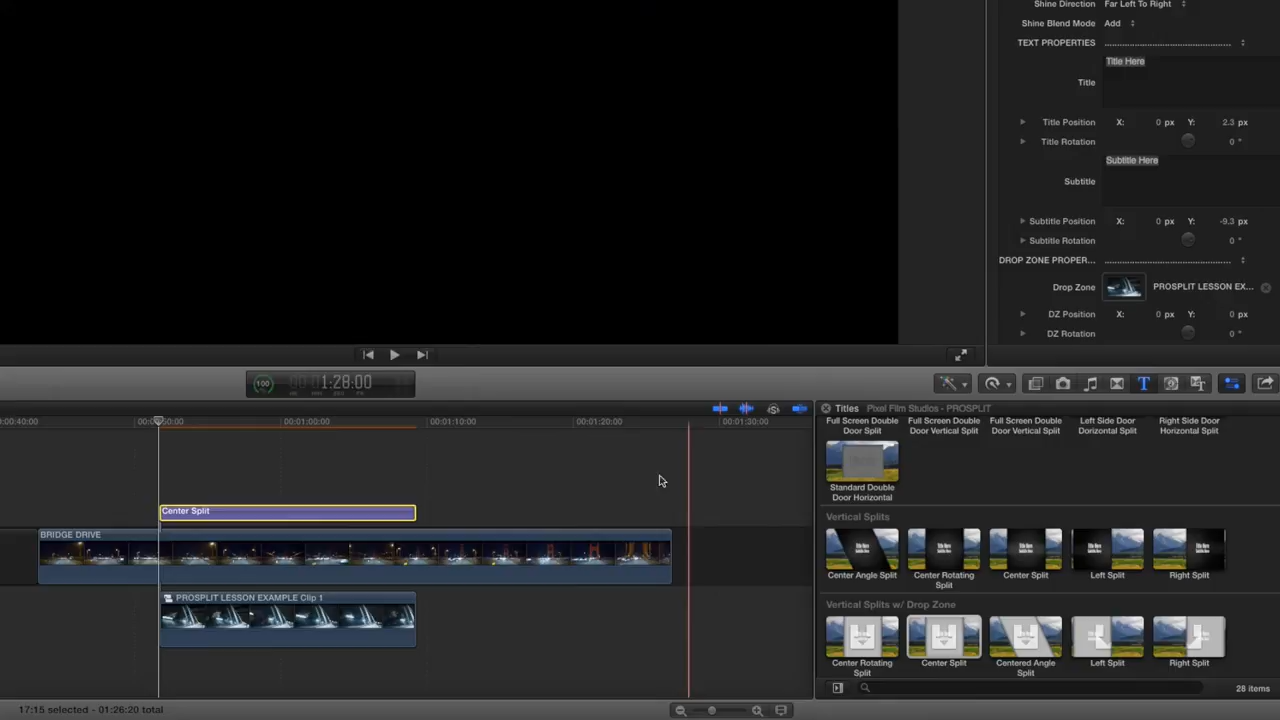 Shine Direction Far Left To Right
Shine Blend Mode Add
TEXT PROPERTIES
Title Here
Title
Title Position X: 0 px Y: 2.3 px
Title Rotation 0 °
Subtitle Here
Subtitle
Subtitle Position X: 0 px Y: -9.3 px
Subtitle Rotation 0 °
DROP ZONE PROPER...
Drop Zone PROSPLIT LESSON EX...
DZ Position X: 0 px Y: 0 px
DZ Rotation 0 °
100 1:28:00
Titles Pixel Film Studios - PROSPLIT
00:00:40:00 00:01:00:00 00:01:10:00 00:01:20:00 00:01:30:00
Full Screen Double Door Split
Full Screen Double Door Vertical Split
Full Screen Double Door Vertical Split
Left Side Door Dorizontal Split
Right Side Door Horizontal Split
Standard Double Door Horizontal
Center Split
BRIDGE DRIVE
PROSPLIT LESSON EXAMPLE Clip 1
Vertical Splits
Center Angle Split
Center Rotating Split
Center Split
Left Split
Right Split
Vertical Splits w/ Drop Zone
Center Rotating Split
Center Split
Centered Angle Split
Left Split
Right Split
28 items
17:15 selected - 01:26:20 total